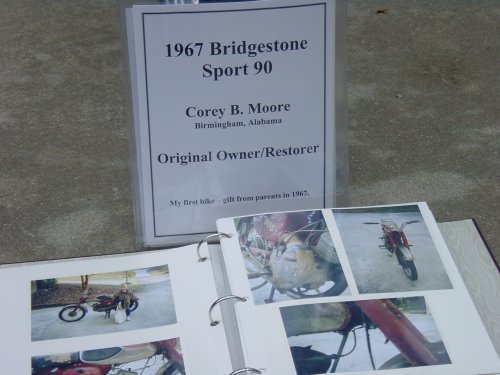 1967 Bridgestone
Sport 90
Corey B. Moore
Birmingham, Alabama
Original Owner/Restorer
My first bike – gift from parents in 1967.